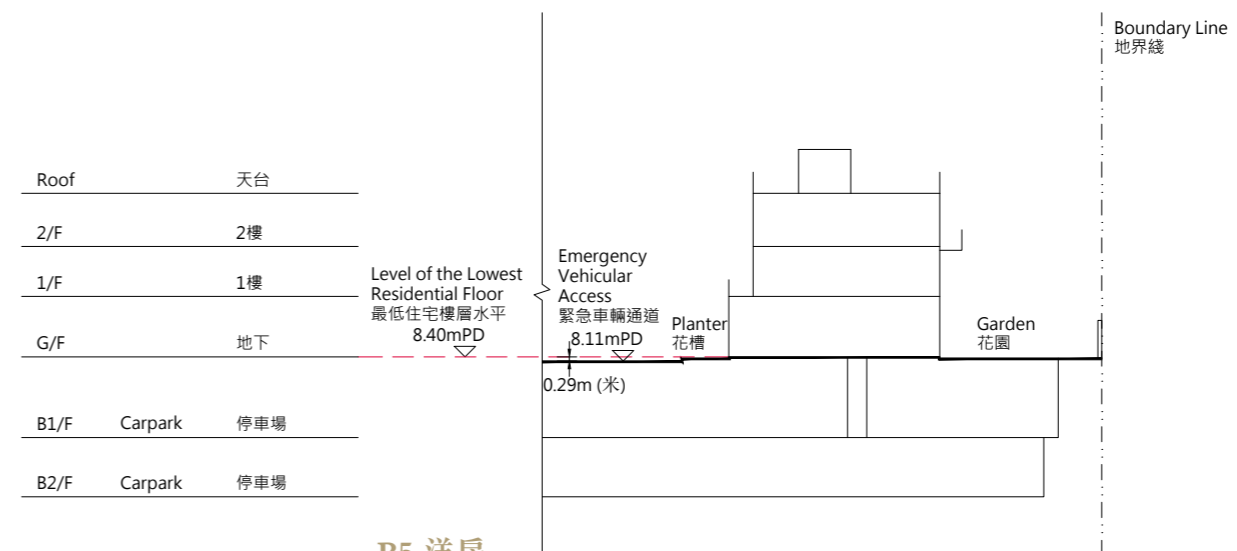 Boundary Line
地界綫
Roof 天台
2/F 2樓
1/F 1樓
G/F 地下
B1/F Carpark 停車場
B2/F Carpark 停車場
Level of the Lowest
Residential Floor
最低住宅樓層水平
8.40mPD
Emergency
Vehicular
Access
緊急車輛通道
8.11mPD
0.29m (米)
Planter
花槽
Garden
花園
B5 洋房